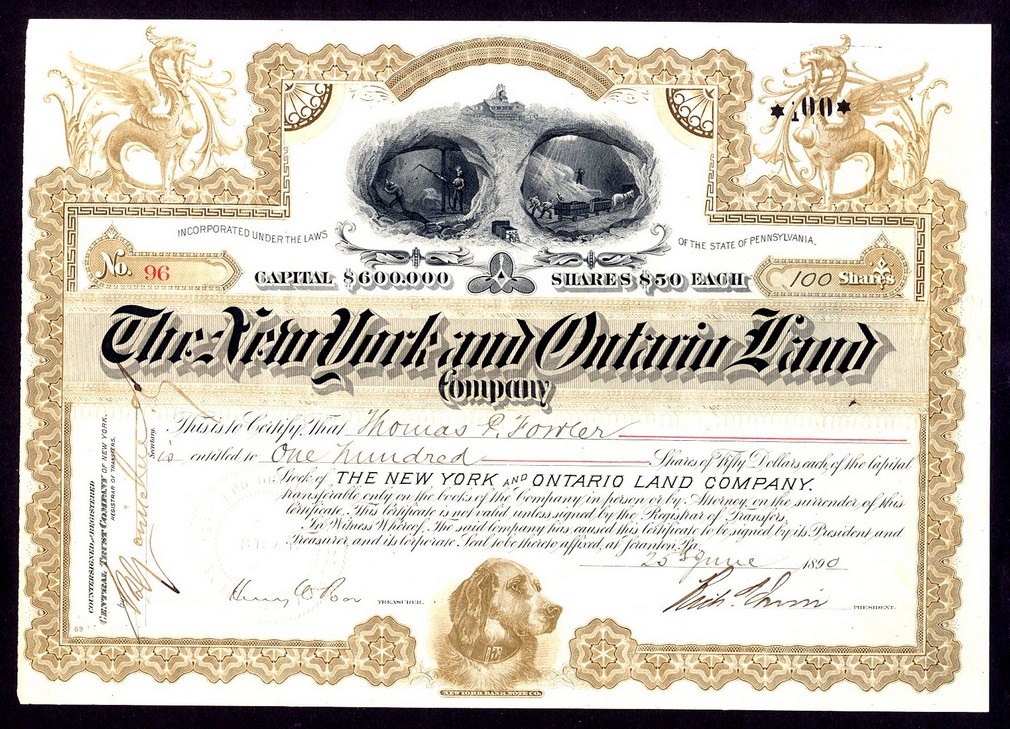 ✶100✶
INCORPORATED UNDER THE LAWS OF THE STATE OF PENNSYLVANIA.
No. 96
CAPITAL $600.000 SHARES $50 EACH
100 Shares
The New York and Ontario Land
Company
This is to Certify, That Thomas P. Fowler
is entitled to One hundred Shares of Fifty Dollars each of the Capital
Stock of THE NEW YORK AND ONTARIO LAND COMPANY.
transferable only on the books of the Company in person or by Attorney on the surrender of this
certificate. This Certificate is not valid unless signed by the Registrar of Transfers.
In Witness Whereof, The said Company has caused this Certificate to be signed by its President and
Treasurer, and its Corporate Seal to be thereto affixed, at Scranton, Pa.
25 June 1890
TREASURER.
PRESIDENT.
COUNTERSIGNED AND REGISTERED
CENTRAL TRUST COMPANY OF NEW YORK.
REGISTRAR OF TRANSFERS.
by
Secretary.
69
NEW YORK BANK NOTE CO.